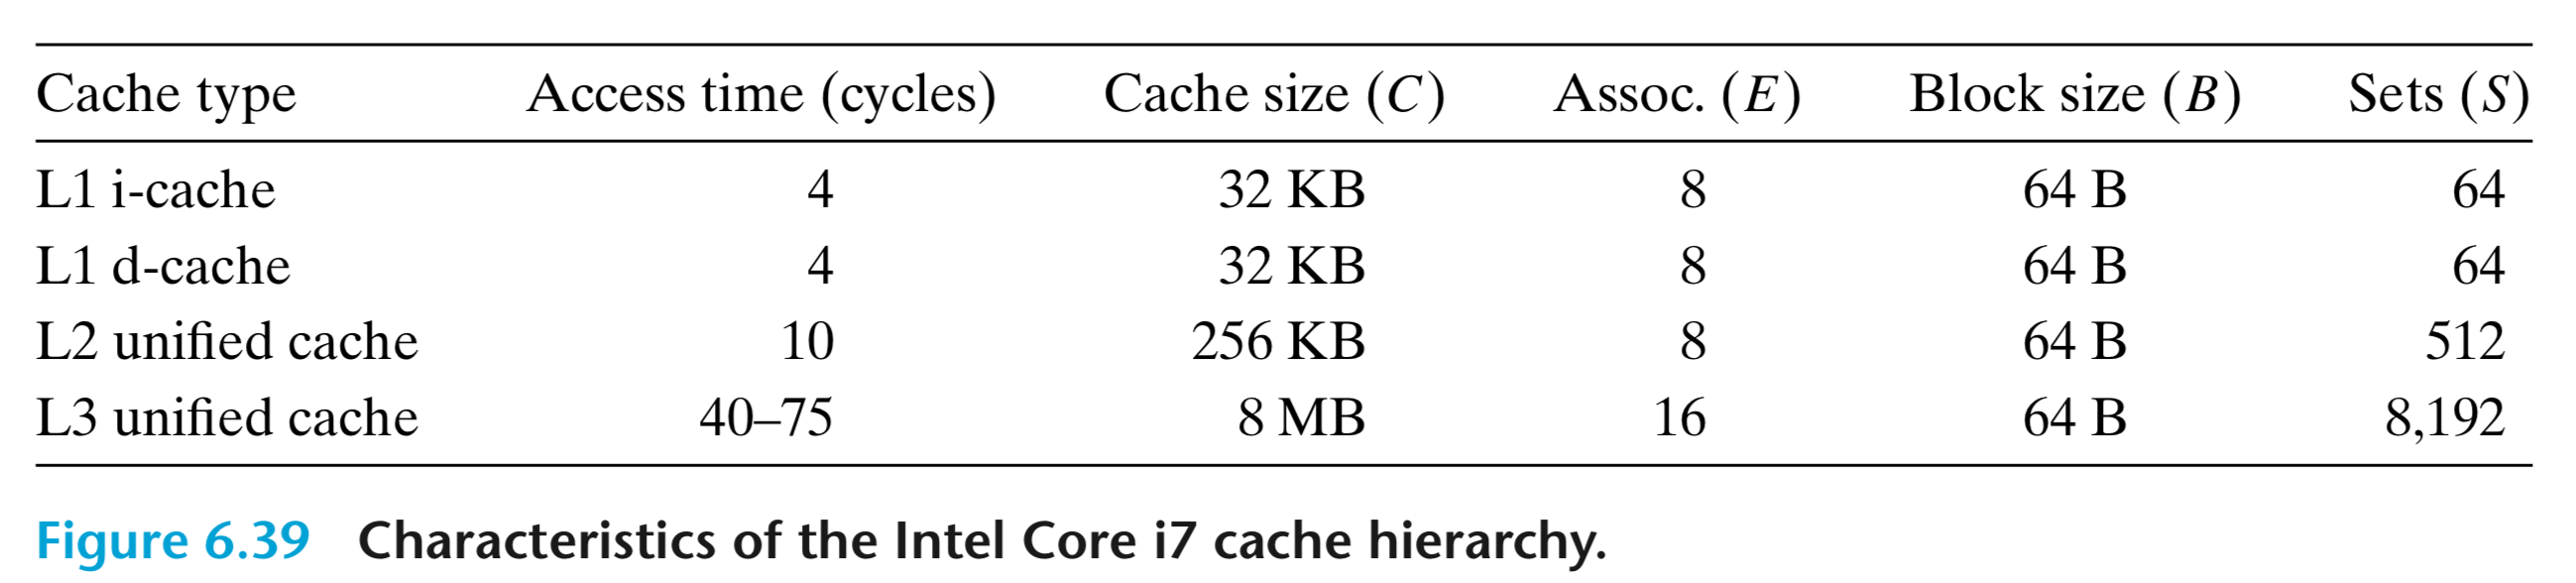 Cache type Access time (cycles) Cache size (C) Assoc. (E) Block size (B) Sets (S)
L1 i-cache 4 32 KB 8 64 B 64
L1 d-cache 4 32 KB 8 64 B 64
L2 unified cache 10 256 KB 8 64 B 512
L3 unified cache 40–75 8 MB 16 64 B 8,192
Figure 6.39 Characteristics of the Intel Core i7 cache hierarchy.